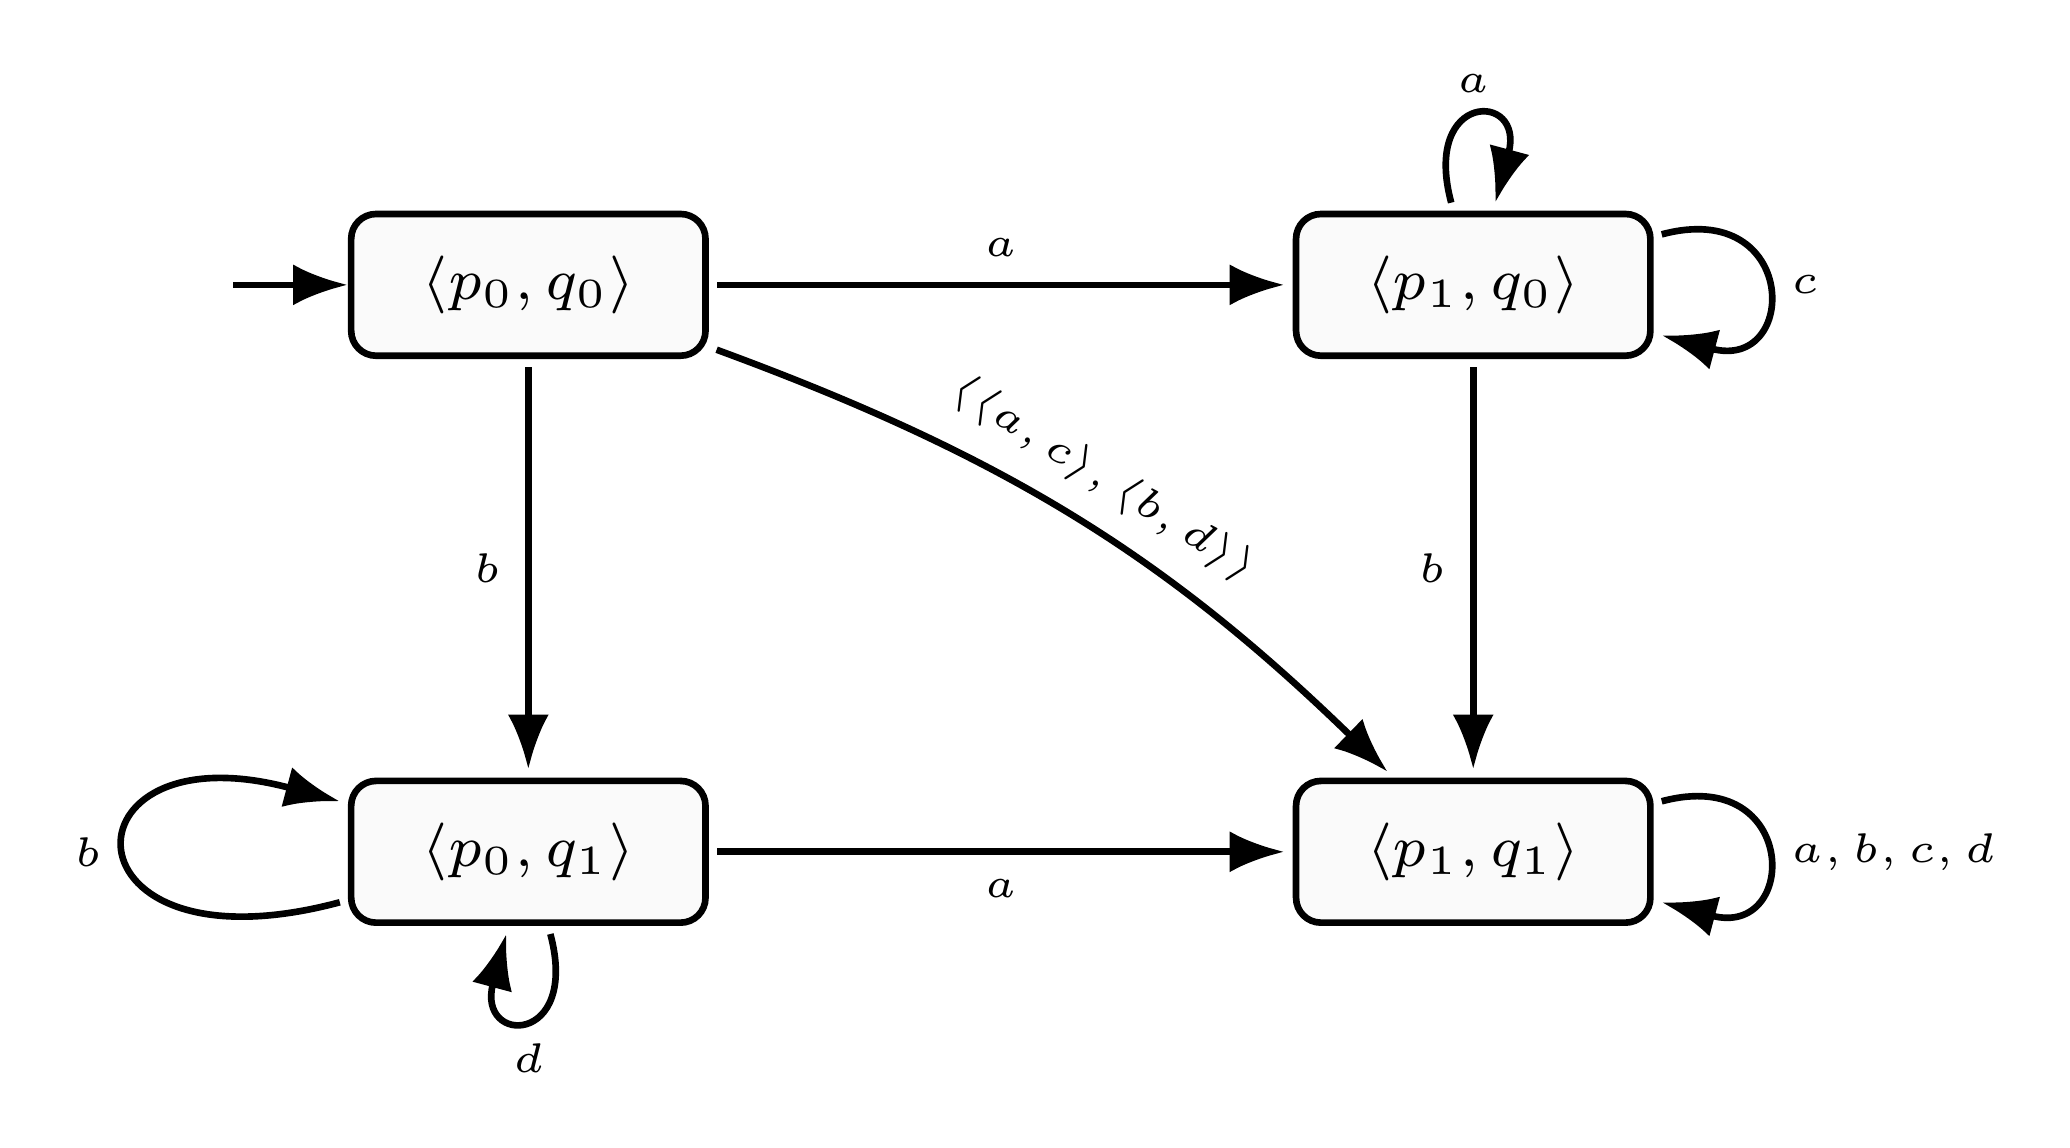 a
⟨p₀, q₀⟩
a
⟨p₁, q₀⟩
c
⟨⟨a, c⟩, ⟨b, d⟩⟩
b
b
b
⟨p₀, q₁⟩
a
⟨p₁, q₁⟩
a, b, c, d
d